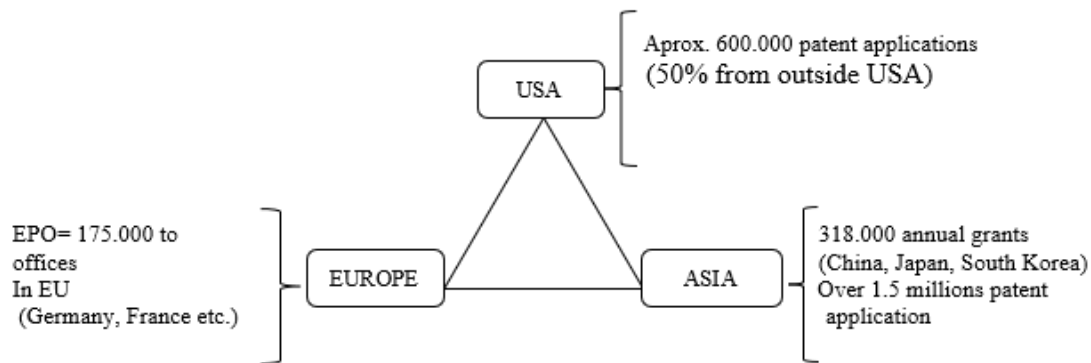 Aprox. 600.000 patent applications
(50% from outside USA)
USA
EPO= 175.000 to
offices
In EU
(Germany, France etc.)
EUROPE
ASIA
318.000 annual grants
(China, Japan, South Korea)
Over 1.5 millions patent
application